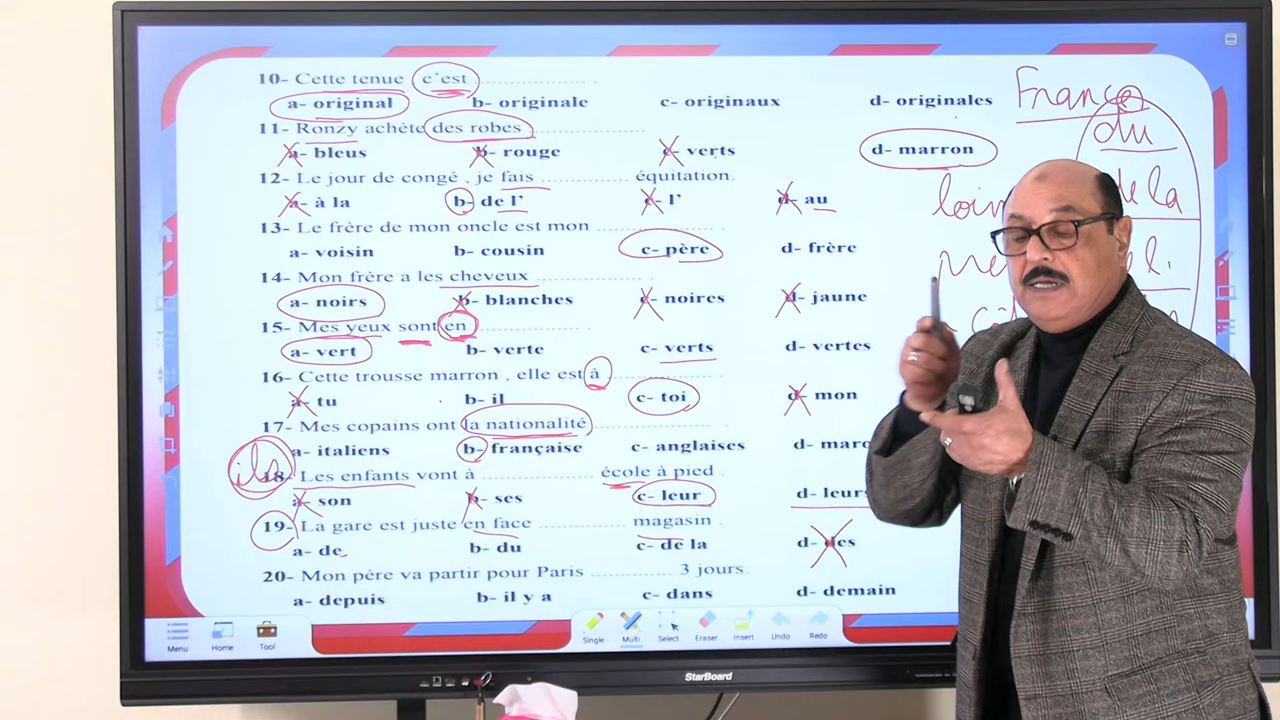 10- Cette tenue c'est ....................
a- original b- originale c- originaux d- originales
11- Ronzy achète des robes ....................
a- bleus b- rouge c- verts d- marron
12- Le jour de congé , je fais .................... équitation.
a- à la b- de l' c- l' d- au
13- Le frère de mon oncle est mon ....................
a- voisin b- cousin c- père d- frère
14- Mon frère a les cheveux ....................
a- noirs b- blanches c- noires d- jaune
15- Mes yeux sont en ....................
a- vert b- verte c- verts d- vertes
16- Cette trousse marron , elle est à ....................
a- tu b- il c- toi d- mon
17- Mes copains ont la nationalité ....................
a- italiens b- française c- anglaises d- maroc
ils
18- Les enfants vont à .................... école à pied .
a- son b- ses c- leur d- leurs
19- La gare est juste en face .................... magasin .
a- de b- du c- de la d- des
20- Mon père va partir pour Paris .................... 3 jours.
a- depuis b- il y a c- dans d- demain
du
de la
Menu Home Tool Single Multi Select Eraser Insert Undo Redo
StarBoard